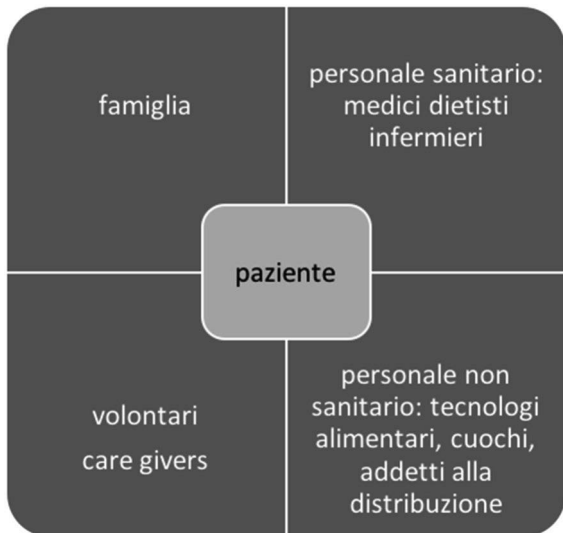 famiglia
personale sanitario:
medici dietisti
infermieri
paziente
volontari
care givers
personale non
sanitario: tecnologi
alimentari, cuochi,
addetti alla
distribuzione